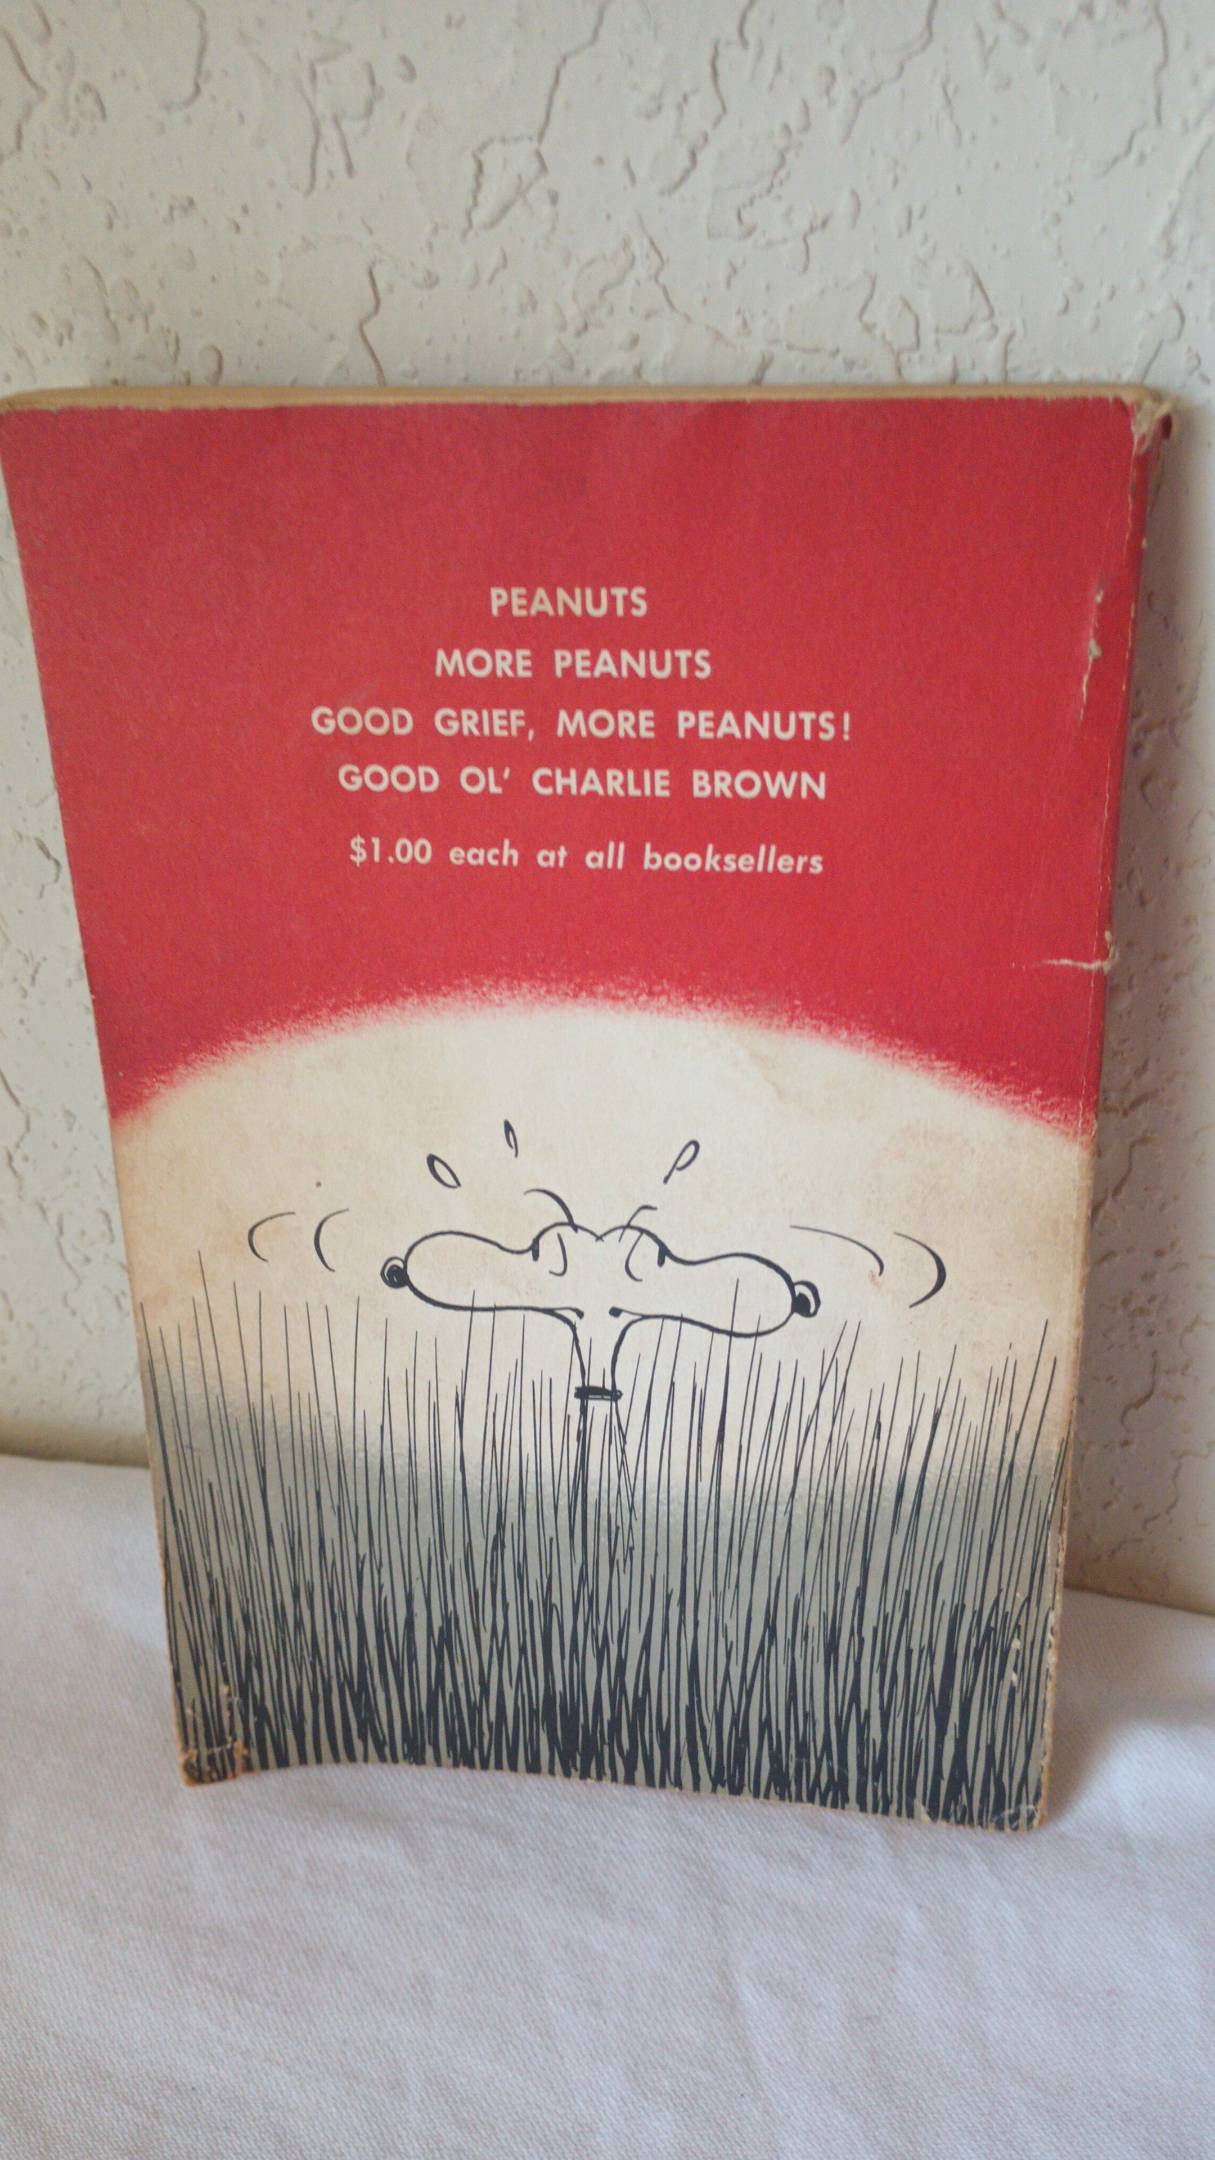 PEANUTS
MORE PEANUTS
GOOD GRIEF, MORE PEANUTS!
GOOD OL' CHARLIE BROWN
$1.00 each at all booksellers